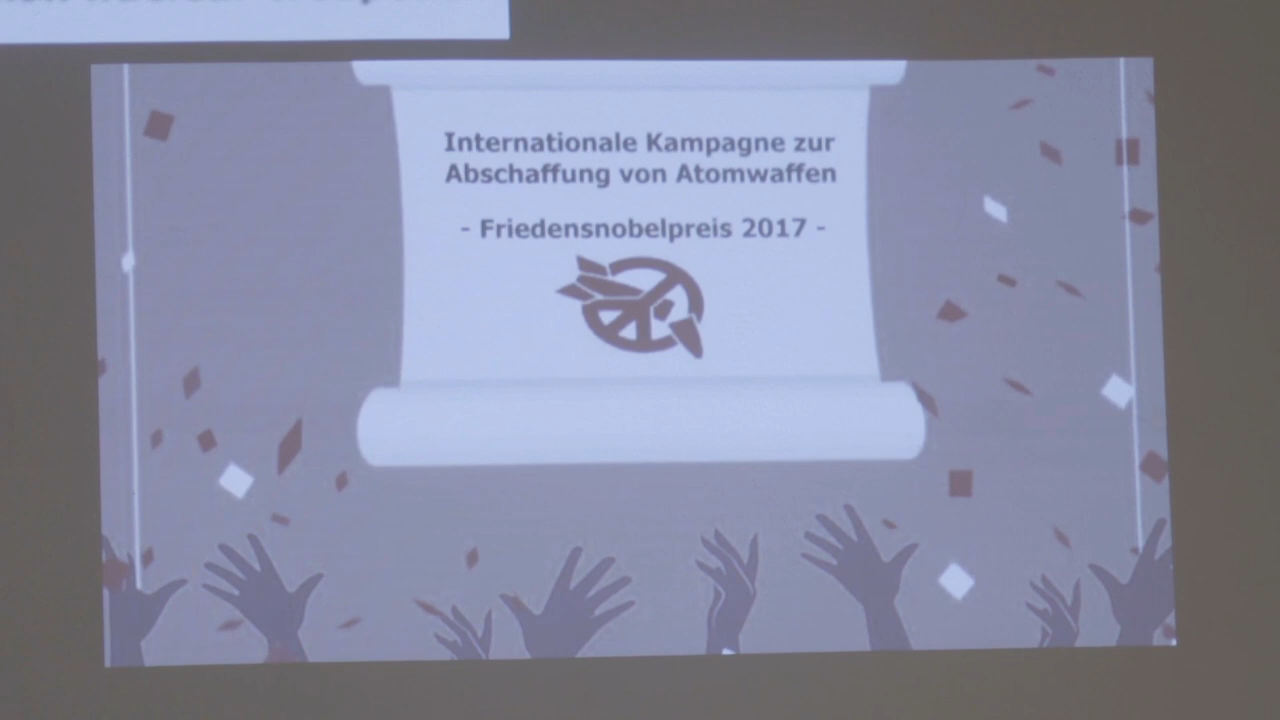 Internationale Kampagne zur
Abschaffung von Atomwaffen
- Friedensnobelpreis 2017 -